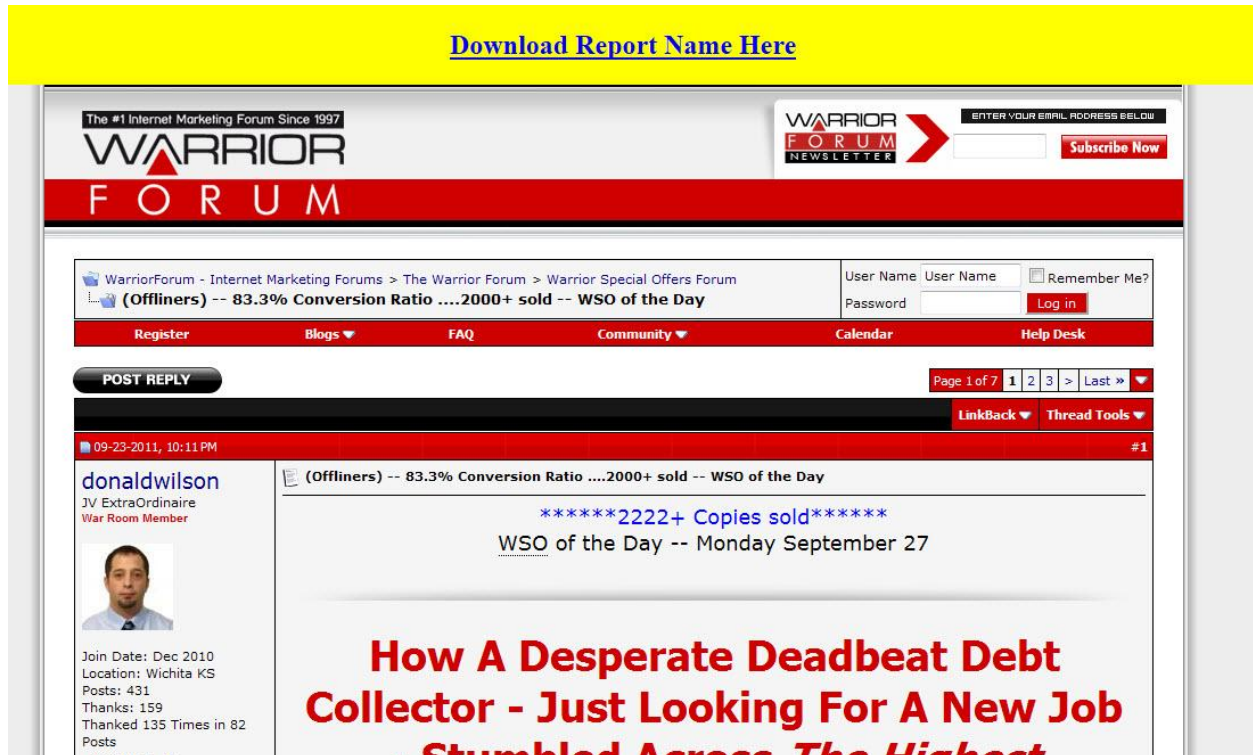 Download Report Name Here
The #1 Internet Marketing Forum Since 1997
WARRIOR
FORUM
WARRIOR
FORUM
NEWSLETTER
ENTER YOUR EMAIL ADDRESS BELOW
Subscribe Now
WarriorForum - Internet Marketing Forums > The Warrior Forum > Warrior Special Offers Forum
(Offliners) -- 83.3% Conversion Ratio ....2000+ sold -- WSO of the Day
User Name User Name Remember Me?
Password Log in
Register Blogs FAQ Community Calendar Help Desk
POST REPLY
Page 1 of 7 1 2 3 > Last »
LinkBack Thread Tools
09-23-2011, 10:11 PM #1
donaldwilson
JV ExtraOrdinaire
War Room Member
Join Date: Dec 2010
Location: Wichita KS
Posts: 431
Thanks: 159
Thanked 135 Times in 82
Posts
(Offliners) -- 83.3% Conversion Ratio ....2000+ sold -- WSO of the Day
******2222+ Copies sold******
WSO of the Day -- Monday September 27
How A Desperate Deadbeat Debt
Collector - Just Looking For A New Job
- Stumbled Across The Highest